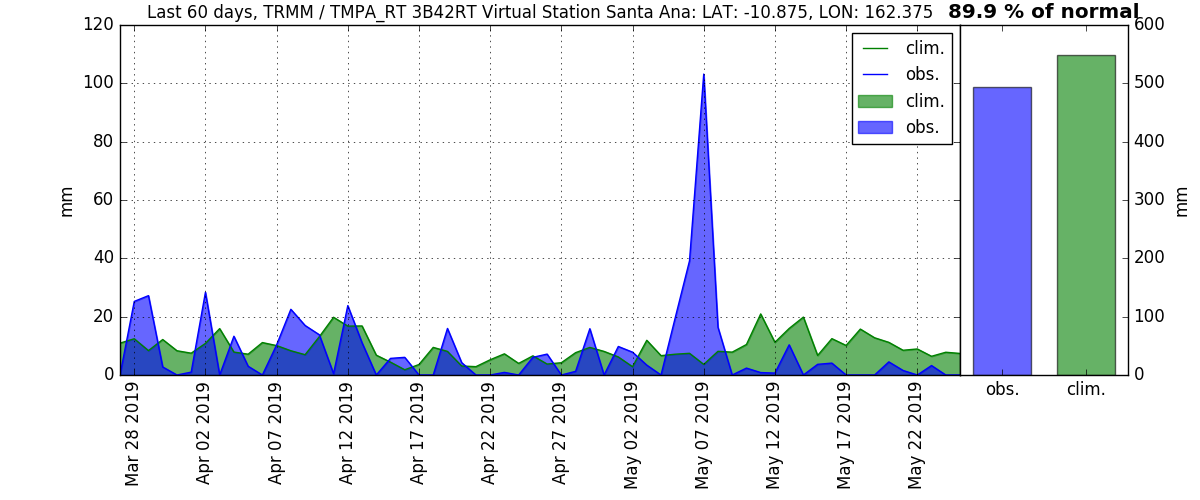 Last 60 days, TRMM / TMPA_RT 3B42RT Virtual Station Santa Ana: LAT: -10.875, LON: 162.375
89.9 % of normal
120
100
80
60
40
20
0
mm
clim.
obs.
clim.
obs.
600
500
400
300
200
100
0
mm
Mar 28 2019
Apr 02 2019
Apr 07 2019
Apr 12 2019
Apr 17 2019
Apr 22 2019
Apr 27 2019
May 02 2019
May 07 2019
May 12 2019
May 17 2019
May 22 2019
obs.
clim.